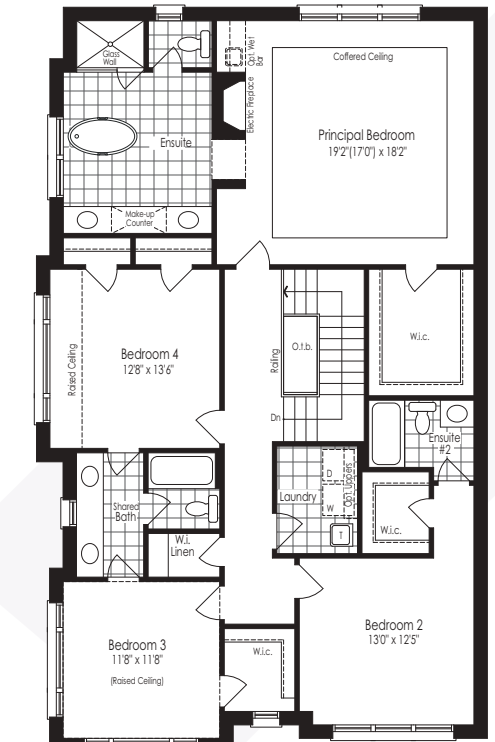 Glass
Wall
Opt. Wet
Bar
Coffered Ceiling
Electric Fireplace
Principal Bedroom
19'2"(17'0") x 18'2"
Ensuite
Make-up
Counter
W.i.c.
Raised Ceiling
Bedroom 4
12'8" x 13'6"
Railing
O.t.b.
Dn
Ensuite
#2
Shared
Bath
Laundry
D
W
Opt. Uppers
T
W.i.c.
W.i.
Linen
Bedroom 3
11'8" x 11'8"
(Raised Ceiling)
W.i.c.
Bedroom 2
13'0" x 12'5"